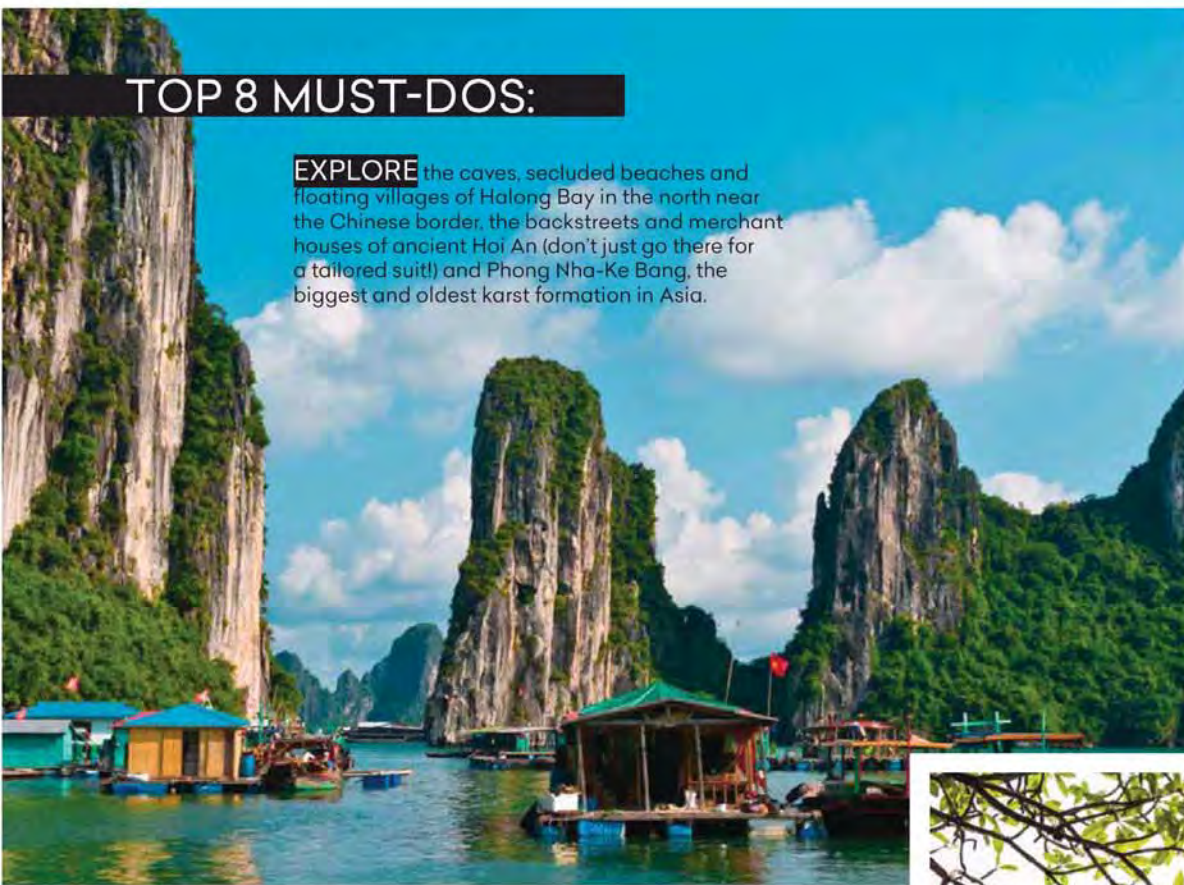 TOP 8 MUST-DOS:
EXPLORE the caves, secluded beaches and
floating villages of Halong Bay in the north near
the Chinese border, the backstreets and merchant
houses of ancient Hoi An (don't just go there for
a tailored suit!) and Phong Nha-Ke Bang, the
biggest and oldest karst formation in Asia.